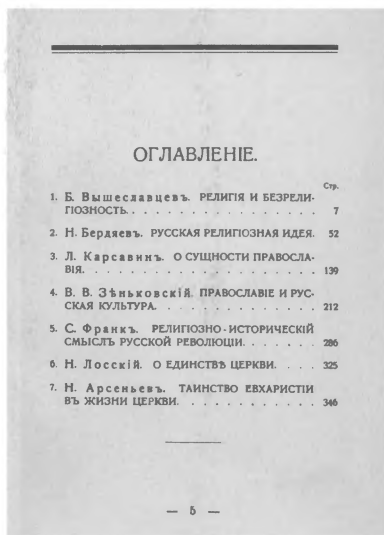 ОГЛАВЛЕНІЕ.
Стр.
1. Б. Вышеславцевъ. РЕЛИГІЯ И БЕЗРЕЛИ-
ГІОЗНОСТЬ. . . . . . . . . . . . . 7
2. Н. Бердяевъ. РУССКАЯ РЕЛИГІОЗНАЯ ИДЕЯ. 52
3. Л. Карсавинъ. О СУЩНОСТИ ПРАВОСЛА-
ВІЯ. . . . . . . . . . . . . . . . 139
4. В. В. Зѣньковскій. ПРАВОСЛАВІЕ И РУС-
СКАЯ КУЛЬТУРА. . . . . . . . . . . 212
5. С. Франкъ. РЕЛИГІОЗНО-ИСТОРИЧЕСКІЙ
СМЫСЛЪ РУССКОЙ РЕВОЛЮЦІИ. . . . . . 286
6. Н. Лосскій. О ЕДИНСТВѢ ЦЕРКВИ. . . . . 325
7. Н. Арсеньевъ. ТАИНСТВО ЕВХАРИСТІИ
ВЪ ЖИЗНИ ЦЕРКВИ. . . . . . . . . . 346
— 5 —